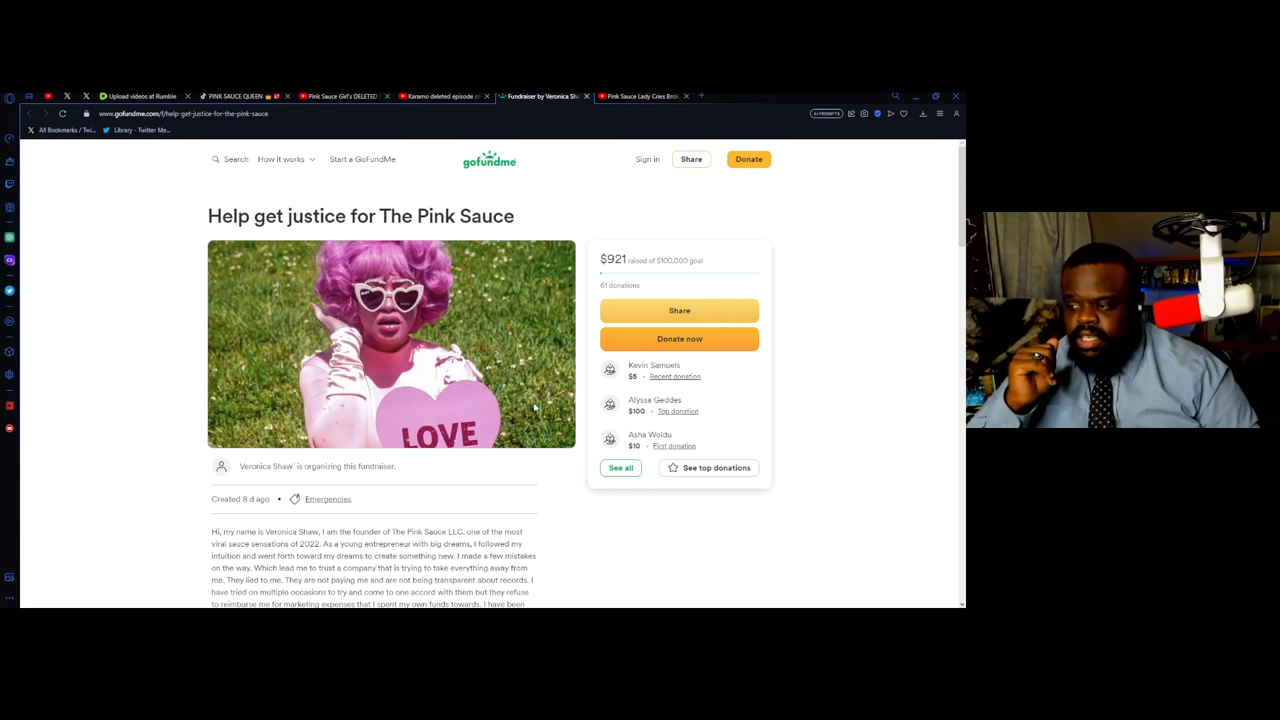 Upload videos at Rumble
PINK SAUCE QUEEN
Pink Sauce Girl's DELETED
Karamo deleted episode of
Fundraiser by Veronica Sha
Pink Sauce Lady Cries Brok
www.gofundme.com/f/help-get-justice-for-the-pink-sauce
AI PROMPTS
All Bookmarks / Twi...
Library - Twitter Me...
Search
How it works
Start a GoFundMe
gofundme
Sign in
Share
Donate
Help get justice for The Pink Sauce
LOVE
$921 raised of $100,000 goal
61 donations
Share
Donate now
Kevin Samuels
$5 • Recent donation
Alyssa Geddes
$100 • Top donation
Asha Woldu
$10 • First donation
See all
See top donations
Veronica Shaw` is organizing this fundraiser.
Created 8 d ago • Emergencies
Hi, my name is Veronica Shaw, I am the founder of The Pink Sauce LLC. one of the most
viral sauce sensations of 2022. As a young entrepreneur with big dreams, I followed my
intuition and went forth toward my dreams to create something new. I made a few mistakes
on the way. Which lead me to trust a company that is trying to take everything away from
me. They lied to me. They are not paying me and are not being transparent about records. I
have tried on multiple occasions to try and come to one accord with them but they refuse
to reimburse me for marketing expenses that I spent my own funds towards. I have been